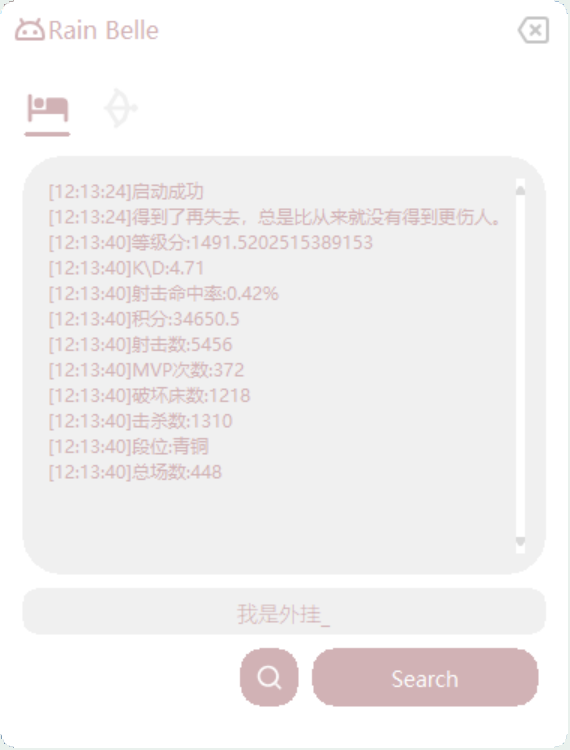 Rain Belle
[12:13:24]启动成功
[12:13:24]得到了再失去，总是比从来就没有得到更伤人。
[12:13:40]等级分:1491.5202515389153
[12:13:40]K\D:4.71
[12:13:40]射击命中率:0.42%
[12:13:40]积分:34650.5
[12:13:40]射击数:5456
[12:13:40]MVP次数:372
[12:13:40]破坏床数:1218
[12:13:40]击杀数:1310
[12:13:40]段位:青铜
[12:13:40]总场数:448
我是外挂_
Search